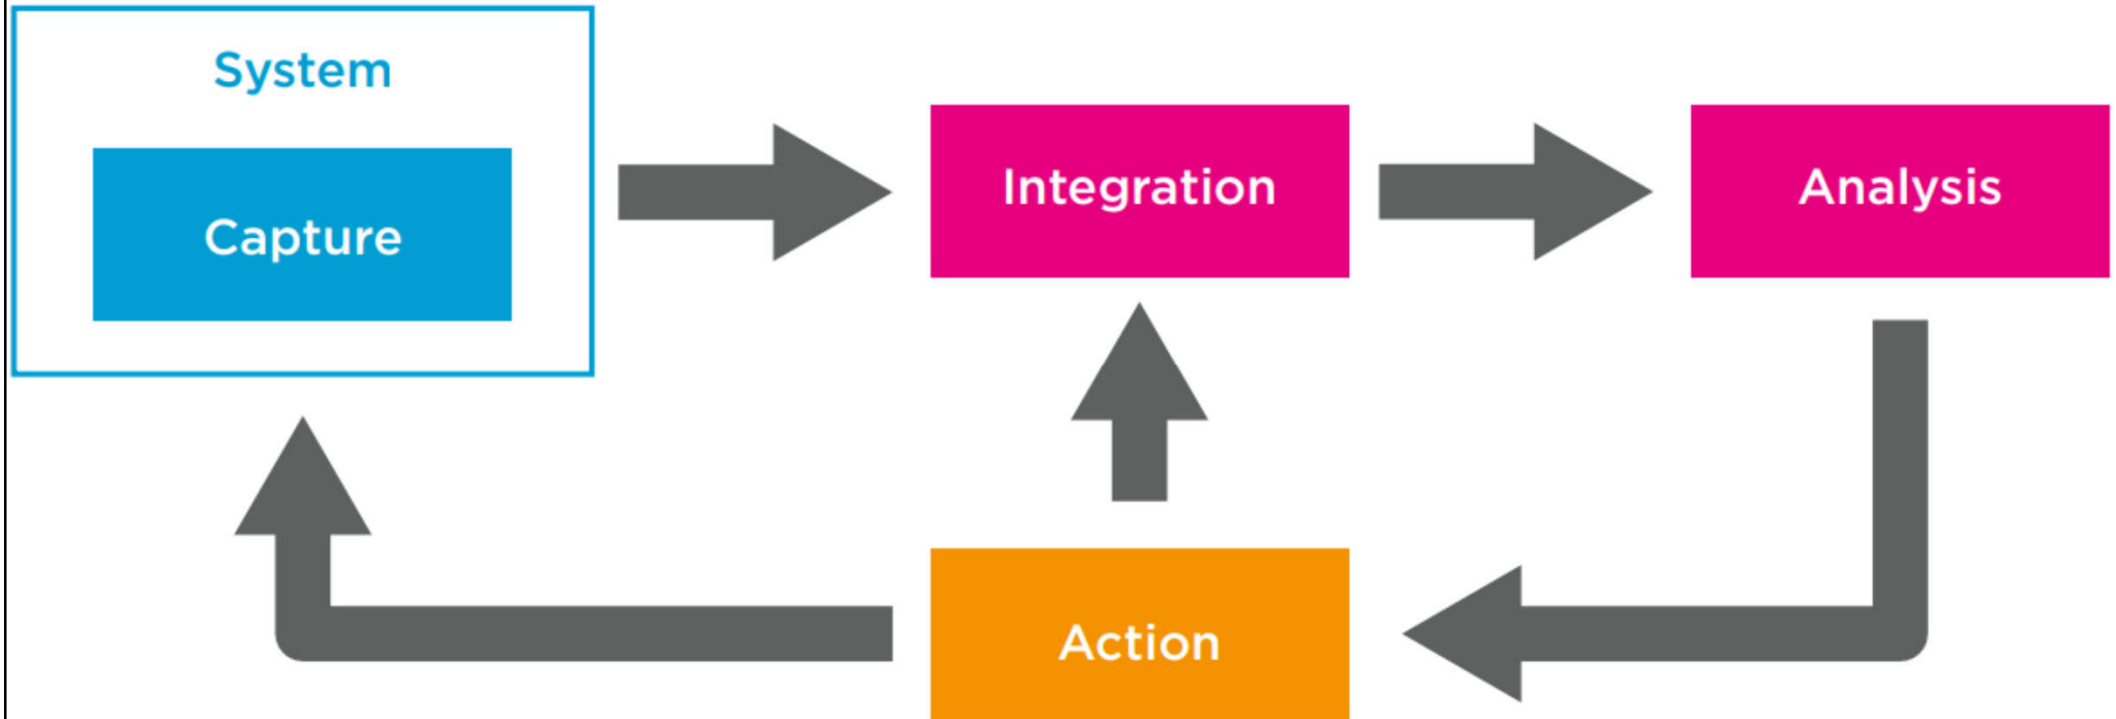 System
Capture
Integration
Analysis
Action